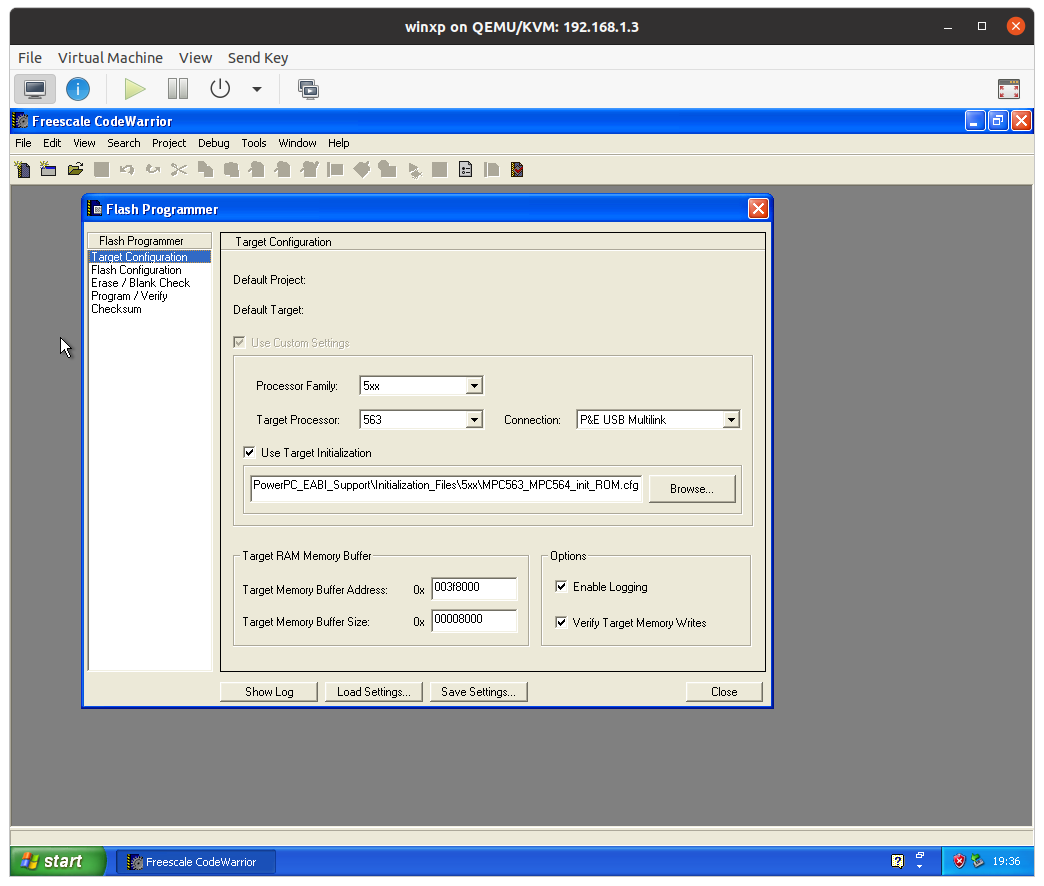 winxp on QEMU/KVM: 192.168.1.3
File Virtual Machine View Send Key
Freescale CodeWarrior
File Edit View Search Project Debug Tools Window Help
Flash Programmer
Flash Programmer
Target Configuration
Flash Configuration
Erase / Blank Check
Program / Verify
Checksum
Target Configuration
Default Project:
Default Target:
Use Custom Settings
Processor Family: 5xx
Target Processor: 563 Connection: P&E USB Multilink
Use Target Initialization
PowerPC_EABI_Support\Initialization_Files\5xx\MPC563_MPC564_init_ROM.cfg Browse...
Target RAM Memory Buffer
Target Memory Buffer Address: 0x 003f8000
Target Memory Buffer Size: 0x 00008000
Options
Enable Logging
Verify Target Memory Writes
Show Log Load Settings... Save Settings... Close
start Freescale CodeWarrior 19:36